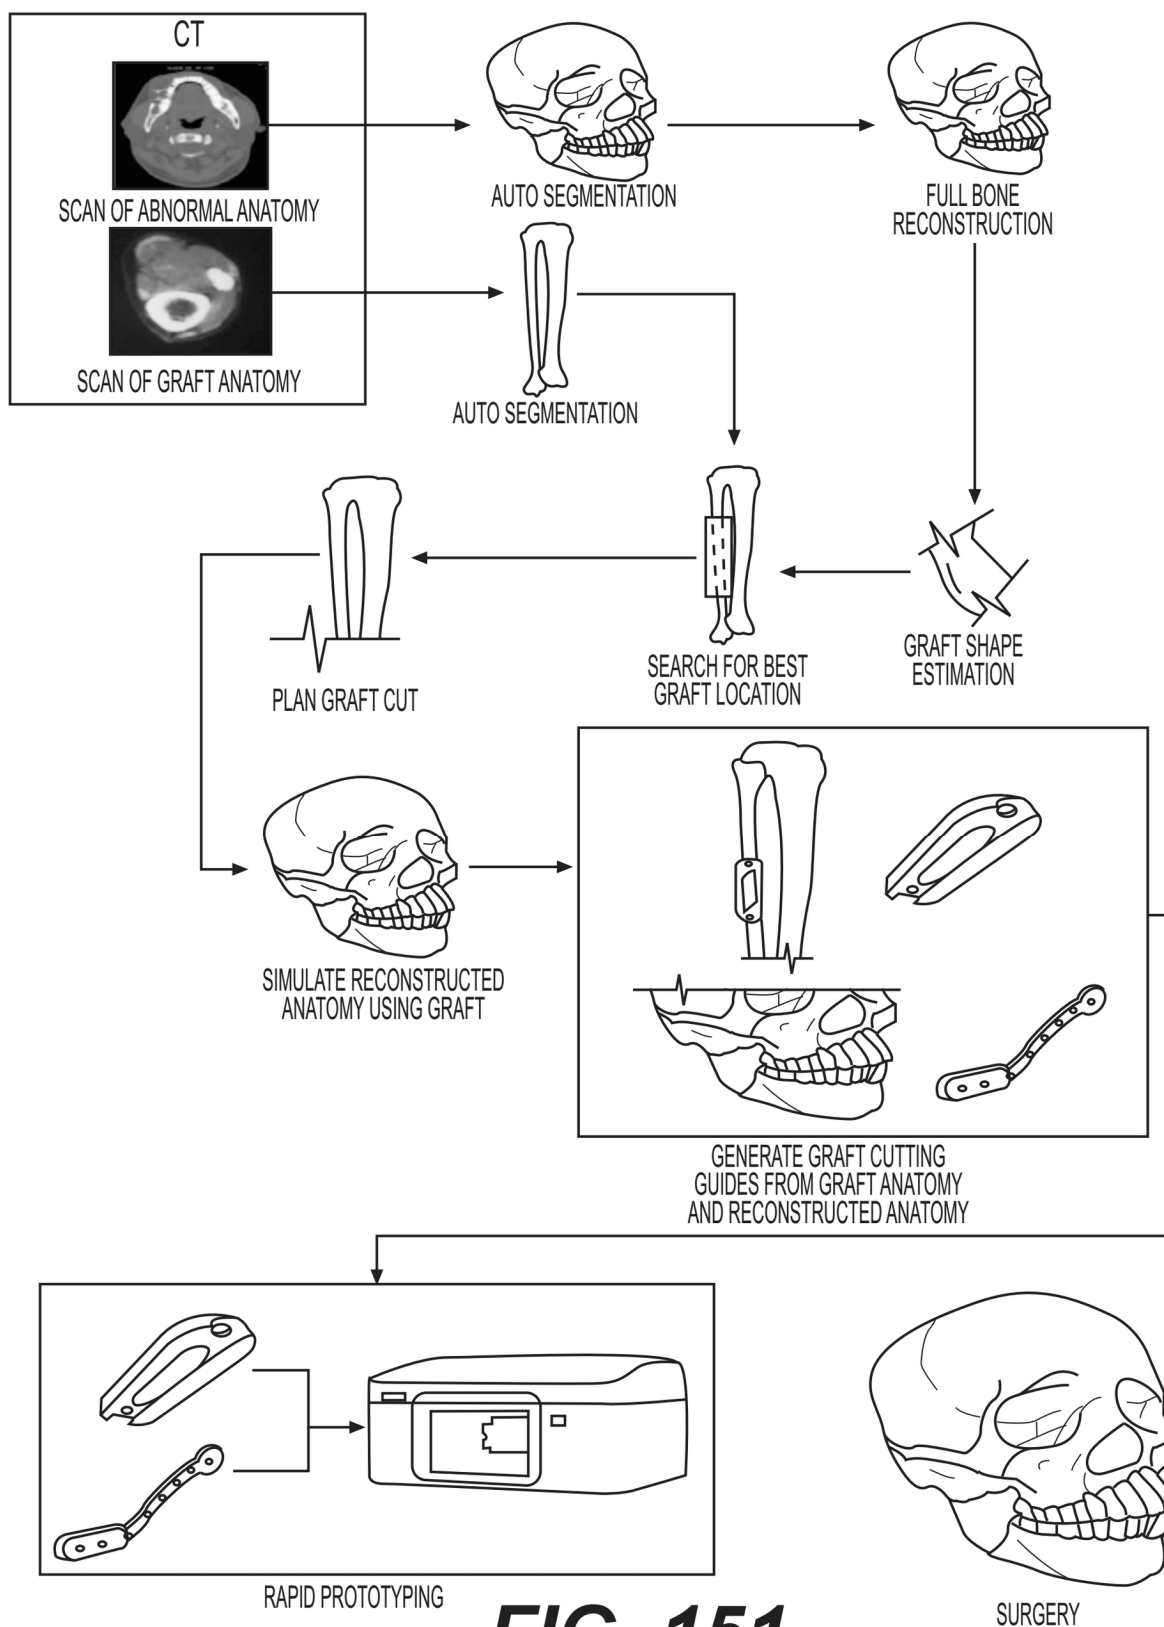 CT
SCAN OF ABNORMAL ANATOMY
AUTO SEGMENTATION
FULL BONE
RECONSTRUCTION
SCAN OF GRAFT ANATOMY
AUTO SEGMENTATION
GRAFT SHAPE
ESTIMATION
SEARCH FOR BEST
GRAFT LOCATION
PLAN GRAFT CUT
SIMULATE RECONSTRUCTED
ANATOMY USING GRAFT
GENERATE GRAFT CUTTING
GUIDES FROM GRAFT ANATOMY
AND RECONSTRUCTED ANATOMY
RAPID PROTOTYPING
SURGERY
FIG. 151